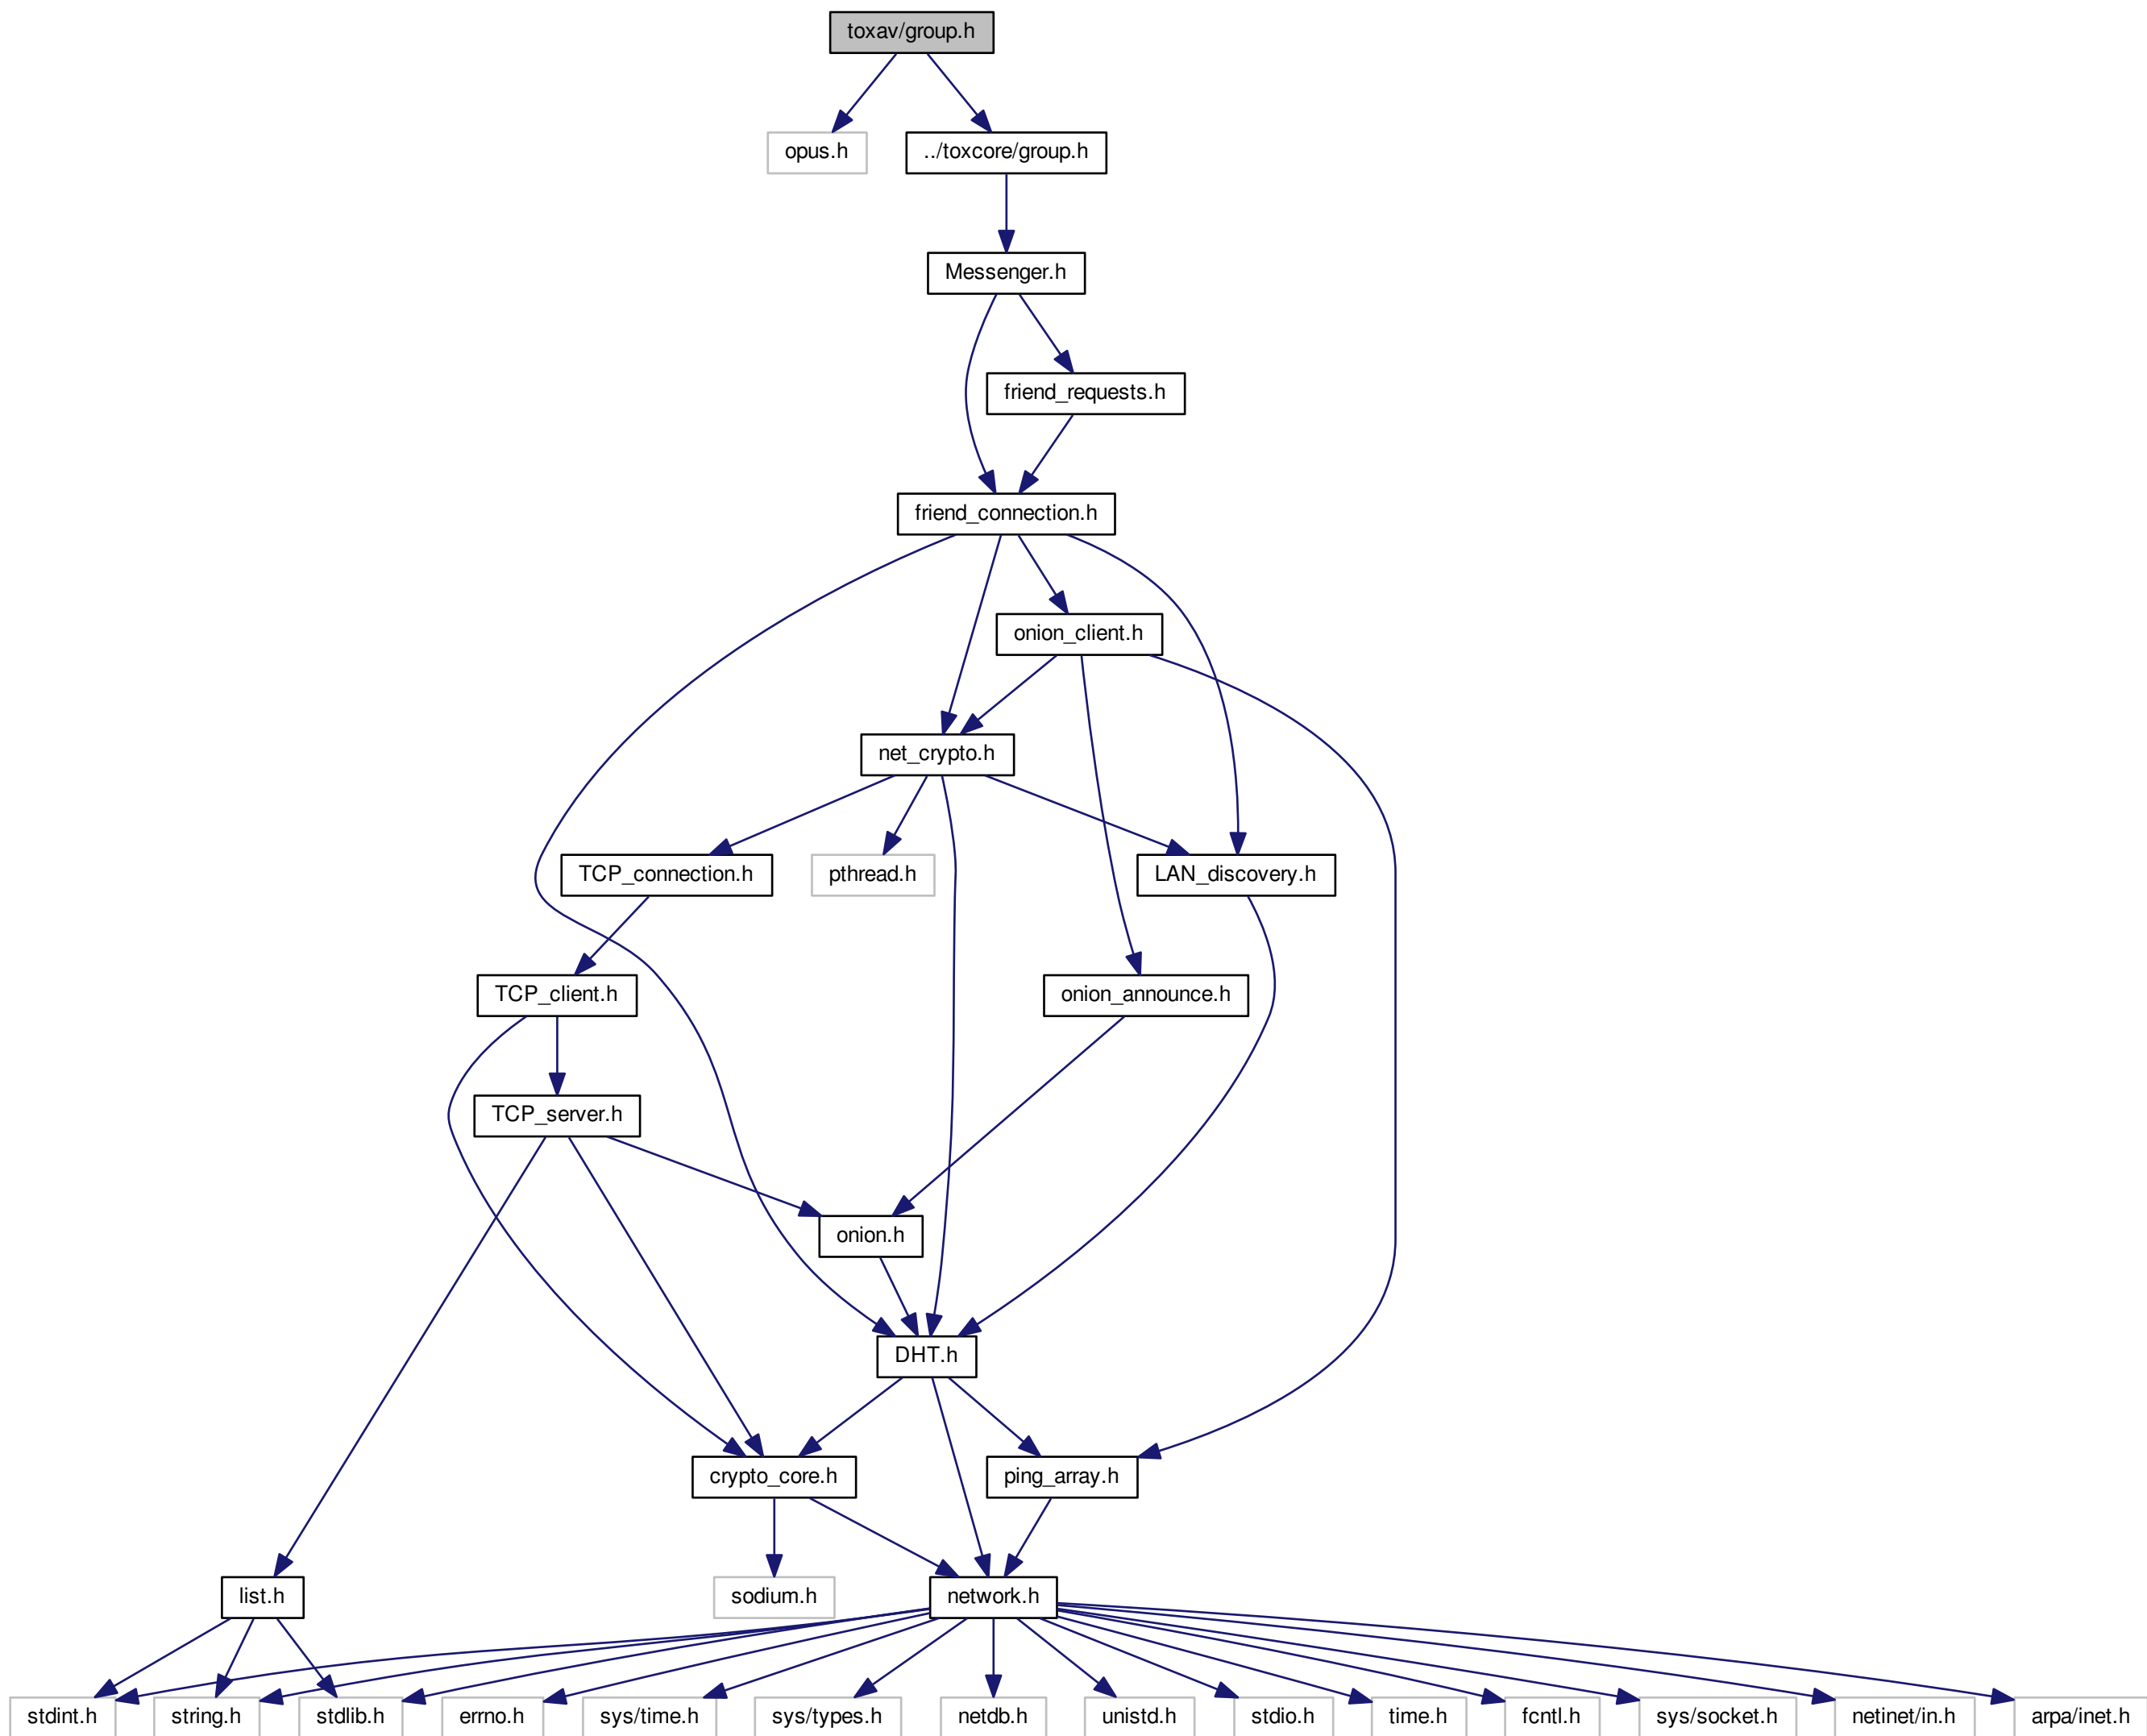 toxav/group.h
opus.h
../toxcore/group.h
Messenger.h
friend_requests.h
friend_connection.h
onion_client.h
net_crypto.h
TCP_connection.h
pthread.h
LAN_discovery.h
TCP_client.h
onion_announce.h
TCP_server.h
onion.h
DHT.h
crypto_core.h
ping_array.h
list.h
sodium.h
network.h
stdint.h
string.h
stdlib.h
errno.h
sys/time.h
sys/types.h
netdb.h
unistd.h
stdio.h
time.h
fcntl.h
sys/socket.h
netinet/in.h
arpa/inet.h